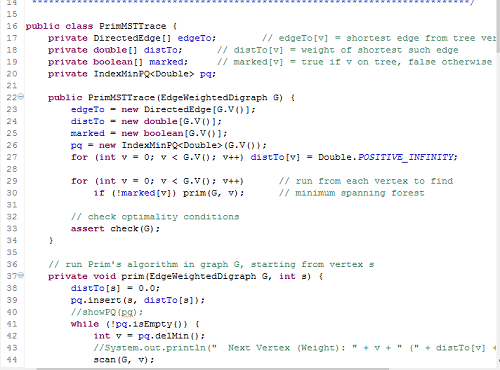 14 ******************************************************************************/
15
16 public class PrimMSTTrace {
17 private DirectedEdge[] edgeTo; // edgeTo[v] = shortest edge from tree ver
18 private double[] distTo; // distTo[v] = weight of shortest such edge
19 private boolean[] marked; // marked[v] = true if v on tree, false otherwise
20 private IndexMinPQ<Double> pq;
21
22 public PrimMSTTrace(EdgeWeightedDigraph G) {
23 edgeTo = new DirectedEdge[G.V()];
24 distTo = new double[G.V()];
25 marked = new boolean[G.V()];
26 pq = new IndexMinPQ<Double>(G.V());
27 for (int v = 0; v < G.V(); v++) distTo[v] = Double.POSITIVE_INFINITY;
28
29 for (int v = 0; v < G.V(); v++) // run from each vertex to find
30 if (!marked[v]) prim(G, v); // minimum spanning forest
31
32 // check optimality conditions
33 assert check(G);
34 }
35
36 // run Prim's algorithm in graph G, starting from vertex s
37 private void prim(EdgeWeightedDigraph G, int s) {
38 distTo[s] = 0.0;
39 pq.insert(s, distTo[s]);
40 //showPQ(pq);
41 while (!pq.isEmpty()) {
42 int v = pq.delMin();
43 //System.out.println(" Next Vertex (Weight): " + v + " (" + distTo[v] +
44 scan(G, v);